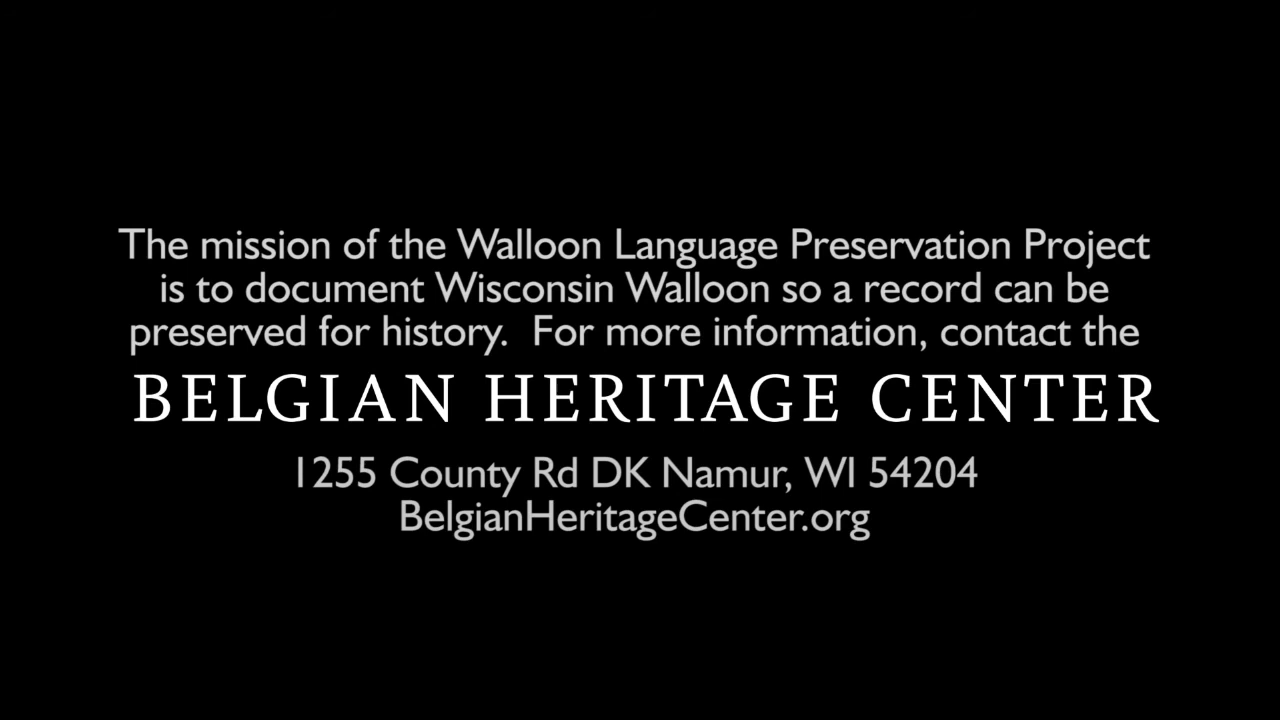 The mission of the Walloon Language Preservation Project
is to document Wisconsin Walloon so a record can be
preserved for history.  For more information, contact the
BELGIAN HERITAGE CENTER
1255 County Rd DK Namur, WI 54204
BelgianHeritageCenter.org